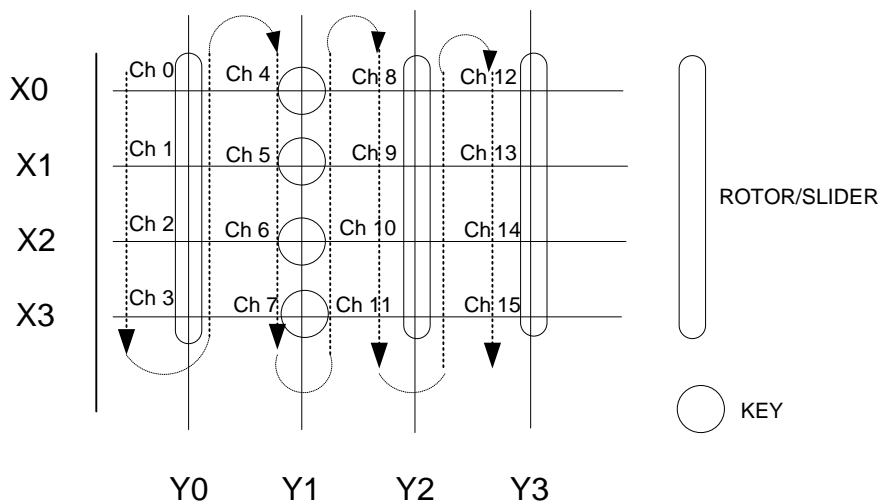 Ch 0 Ch 4 Ch 8 Ch 12
X0
Ch 1 Ch 5 Ch 9 Ch 13
X1
ROTOR/SLIDER
Ch 2 Ch 6 Ch 10 Ch 14
X2
Ch 3 Ch 7 Ch 11 Ch 15
X3
KEY
Y0 Y1 Y2 Y3